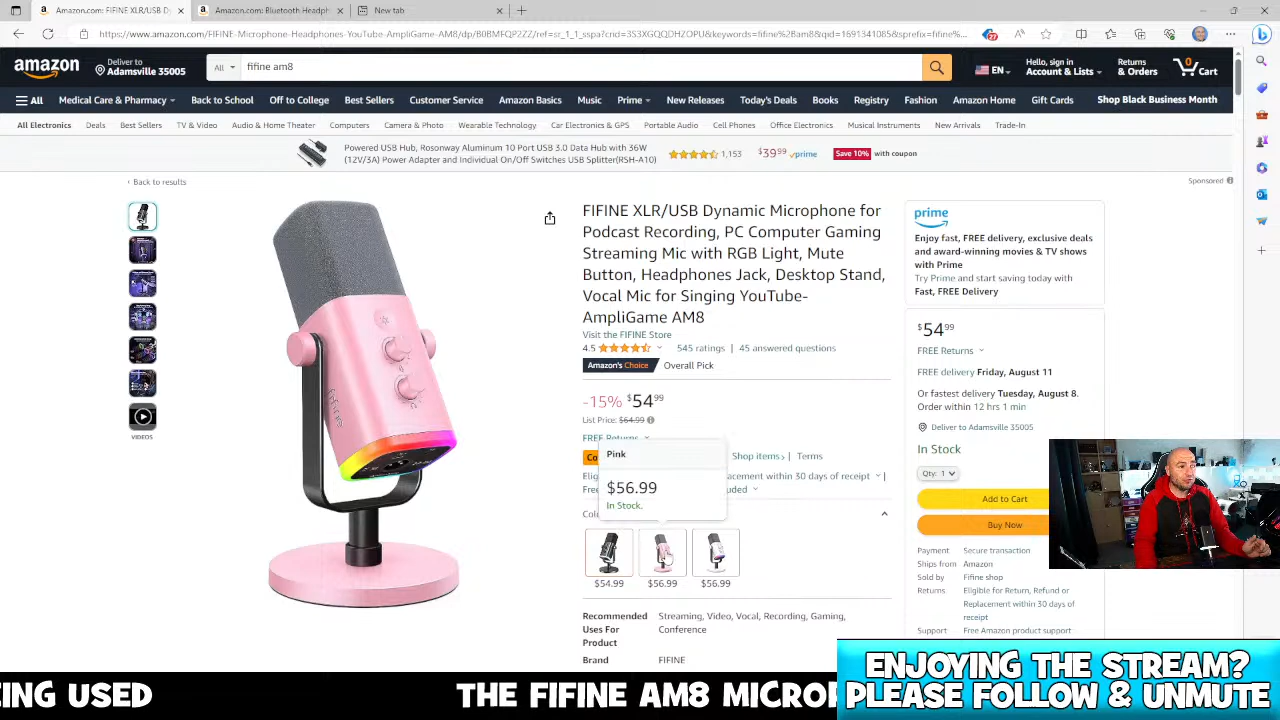 Amazon.com: FIFINE XLR/USB Dy
Amazon.com: Bluetooth Headph
New tab
https://www.amazon.com/FIFINE-Microphone-Headphones-YouTube-AmpliGame-AM8/dp/
27
amazon
Deliver to
Adamsville 35005
All
fifine am8
EN
Hello, sign in
Account & Lists
Returns
& Orders
0
Cart
All
Medical Care & Pharmacy
Back to School
Off to College
Best Sellers
Customer Service
Amazon Basics
Music
Prime
New Releases
Today's Deals
Books
Registry
Fashion
Amazon Home
Gift Cards
Shop Black Business Month
All Electronics
Deals
Best Sellers
TV & Video
Audio & Home Theater
Computers
Camera & Photo
Wearable Technology
Car Electronics & GPS
Portable Audio
Cell Phones
Office Electronics
Musical Instruments
New Arrivals
Trade-In
Powered USB Hub, Rosonway Aluminum 10 Port USB 3.0 Data Hub with 36W
(12V/3A) Power Adapter and Individual On/Off Switches USB Splitter(RSH-A10)
1,153
$39.99 prime
Save 10% with coupon
‹ Back to results
Sponsored
VIDEOS
FIFINE XLR/USB Dynamic Microphone for
Podcast Recording, PC Computer Gaming
Streaming Mic with RGB Light, Mute
Button, Headphones Jack, Desktop Stand,
Vocal Mic for Singing YouTube-
AmpliGame AM8
Visit the FIFINE Store
4.5
545 ratings | 45 answered questions
Amazon's Choice Overall Pick
-15% $54.99
List Price: $64.99
FREE Returns
Co
Shop items> | Terms
Elig
lacement within 30 days of receipt
Free
uded
Pink
$56.99
In Stock.
Colo
$54.99
$56.99
$56.99
Recommended
Uses For
Product
Streaming, Video, Vocal, Recording, Gaming,
Conference
Brand
FIFINE
prime
Enjoy fast, FREE delivery, exclusive deals
and award-winning movies & TV shows
with Prime
Try Prime and start saving today with
Fast, FREE Delivery
$54.99
FREE Returns
FREE delivery Friday, August 11
Or fastest delivery Tuesday, August 8.
Order within 12 hrs 1 min
Deliver to Adamsville 35005
In Stock
Qty: 1
Add to Cart
Buy Now
Payment
Secure transaction
Ships from
Amazon
Sold by
Fifine shop
Returns
Eligible for Return, Refund or
Replacement within 30 days of
receipt
Support
Free Amazon product support
ING USED
THE FIFINE AM8 MICROP
ENJOYING THE STREAM?
PLEASE FOLLOW & UNMUTE